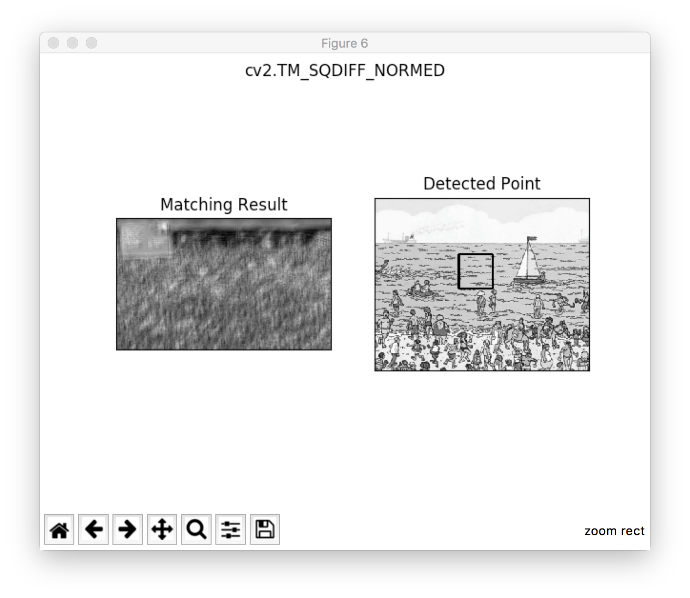 Figure 6
cv2.TM_SQDIFF_NORMED
Matching Result
Detected Point
zoom rect